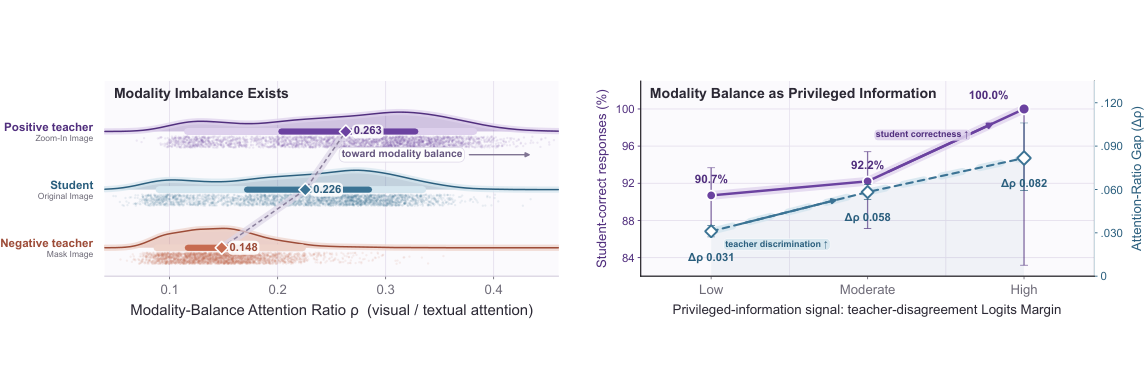 Modality Imbalance Exists
Positive teacher
Zoom-In Image
0.263
toward modality balance
Student
Original Image
0.226
Negative teacher
Mask Image
0.148
0.1
0.2
0.3
0.4
Modality-Balance Attention Ratio ρ (visual / textual attention)
Modality Balance as Privileged Information
Student-correct responses (%)
100
96
92
88
84
100.0%
student correctness ↑
92.2%
90.7%
Δρ 0.082
Δρ 0.058
teacher discrimination ↑
Δρ 0.031
.120
.090
.060
.030
0
Attention-Ratio Gap (Δρ)
Low
Moderate
High
Privileged-information signal: teacher-disagreement Logits Margin